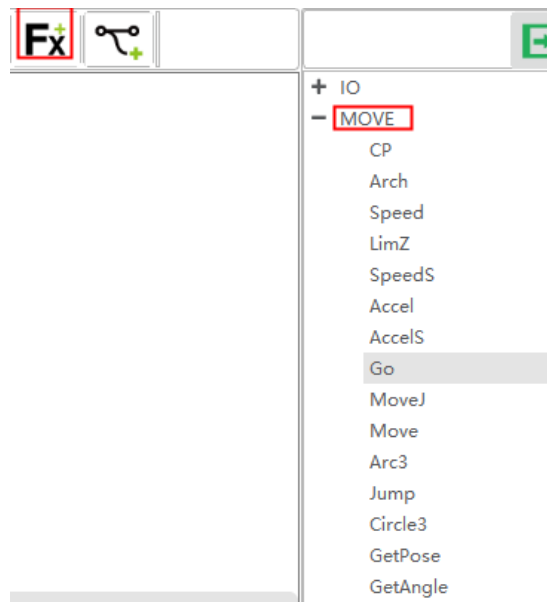 Fx
IO
MOVE
CP
Arch
Speed
LimZ
SpeedS
Accel
AccelS
Go
MoveJ
Move
Arc3
Jump
Circle3
GetPose
GetAngle